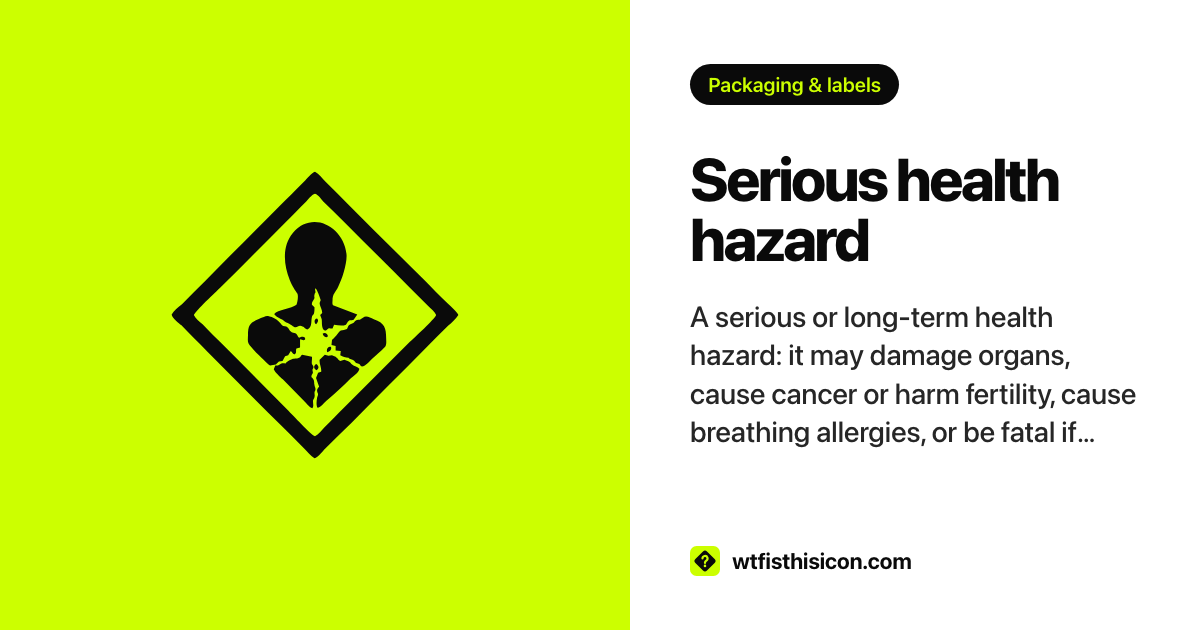 Packaging & labels
Serious health
hazard
A serious or long-term health
hazard: it may damage organs,
cause cancer or harm fertility, cause
breathing allergies, or be fatal if…
?
wtfisthisicon.com